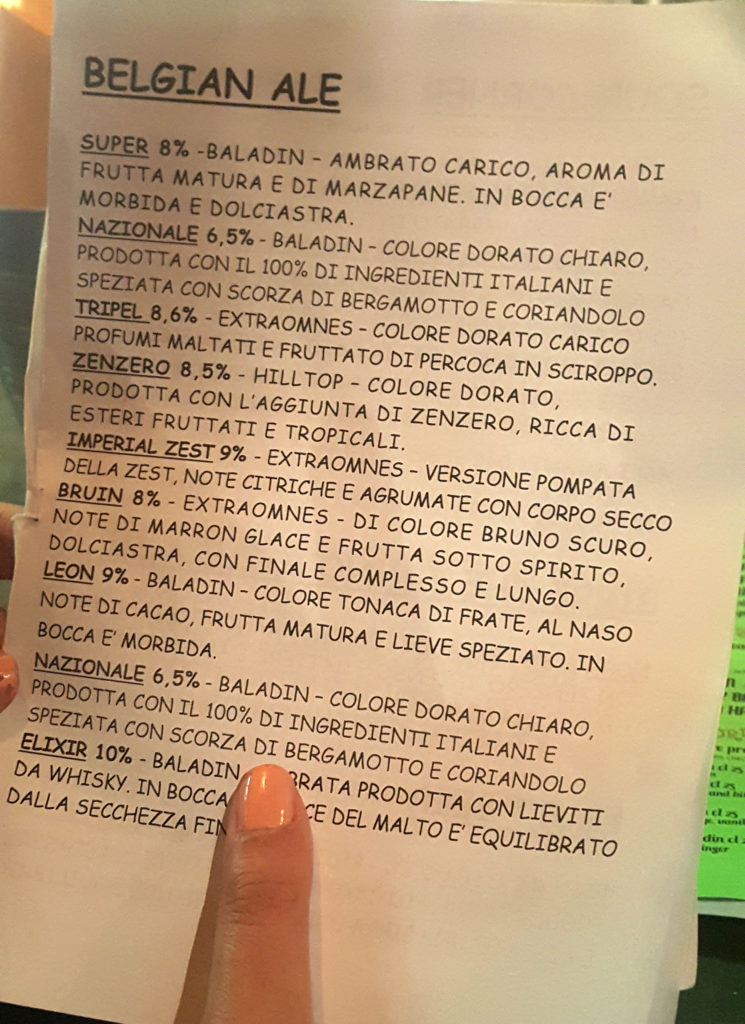 BELGIAN ALE
SUPER 8% -BALADIN – AMBRATO CARICO, AROMA DI
FRUTTA MATURA E DI MARZAPANE. IN BOCCA E'
MORBIDA E DOLCIASTRA.
NAZIONALE 6,5% - BALADIN – COLORE DORATO CHIARO,
PRODOTTA CON IL 100% DI INGREDIENTI ITALIANI E
SPEZIATA CON SCORZA DI BERGAMOTTO E CORIANDOLO
TRIPEL 8,6% - EXTRAOMNES – COLORE DORATO CARICO
PROFUMI MALTATI E FRUTTATO DI PERCOCA IN SCIROPPO.
ZENZERO 8,5% - HILLTOP – COLORE DORATO,
PRODOTTA CON L'AGGIUNTA DI ZENZERO, RICCA DI
ESTERI FRUTTATI E TROPICALI.
IMPERIAL ZEST 9% - EXTRAOMNES – VERSIONE POMPATA
DELLA ZEST, NOTE CITRICHE E AGRUMATE CON CORPO SECCO
BRUIN 8% - EXTRAOMNES - DI COLORE BRUNO SCURO,
NOTE DI MARRON GLACE E FRUTTA SOTTO SPIRITO,
DOLCIASTRA, CON FINALE COMPLESSO E LUNGO.
LEON 9% - BALADIN – COLORE TONACA DI FRATE, AL NASO
NOTE DI CACAO, FRUTTA MATURA E LIEVE SPEZIATO. IN
BOCCA E' MORBIDA.
NAZIONALE 6,5% - BALADIN – COLORE DORATO CHIARO,
PRODOTTA CON IL 100% DI INGREDIENTI ITALIANI E
SPEZIATA CON SCORZA DI BERGAMOTTO E CORIANDOLO
ELIXIR 10% - BALADIN BRATA PRODOTTA CON LIEVITI
DA WHISKY. IN BOCCA CE DEL MALTO E' EQUILIBRATO
DALLA SECCHEZZA FIN